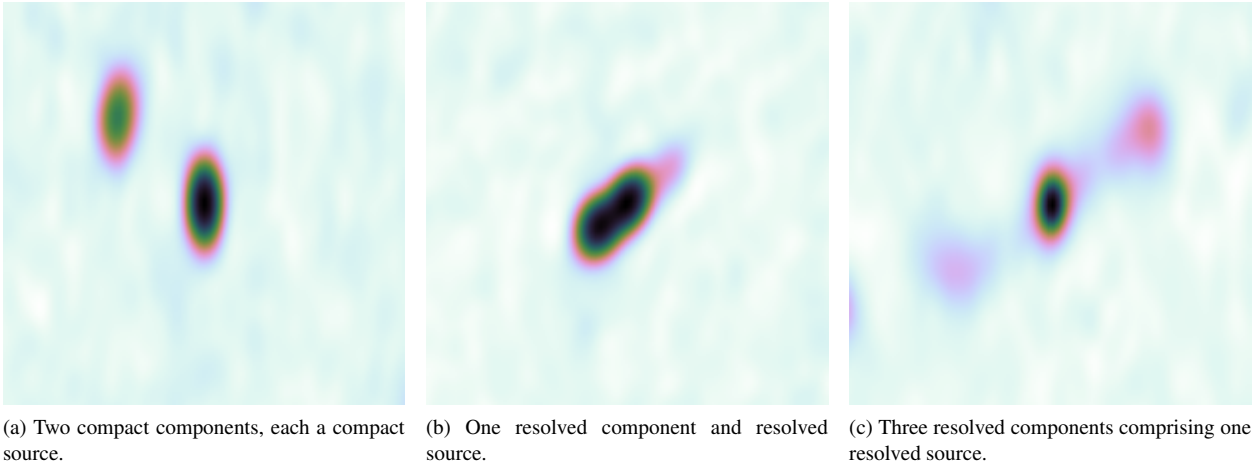 (a) Two compact components, each a compact
source.
(b) One resolved component and resolved
source.
(c) Three resolved components comprising one
resolved source.